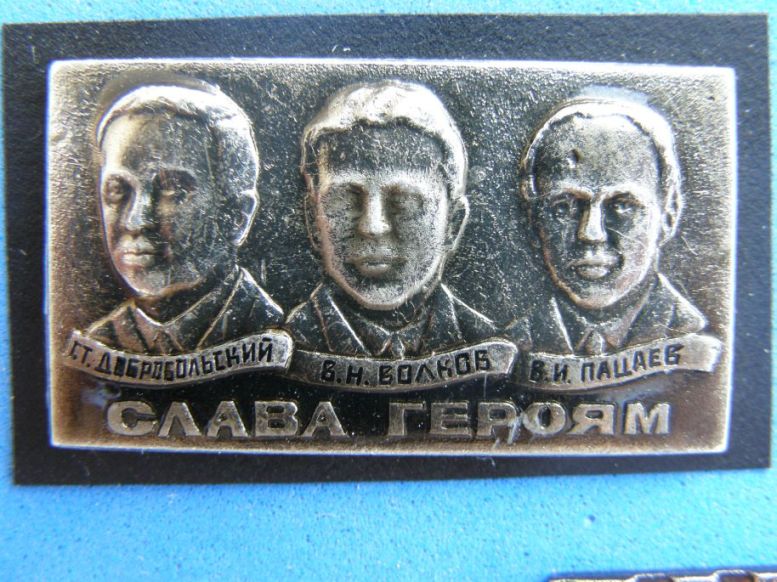 Г.Т. ДОБРОВОЛЬСКИЙ
В.Н. ВОЛКОВ
В.И. ПАЦАЕВ
СЛАВА ГЕРОЯМ